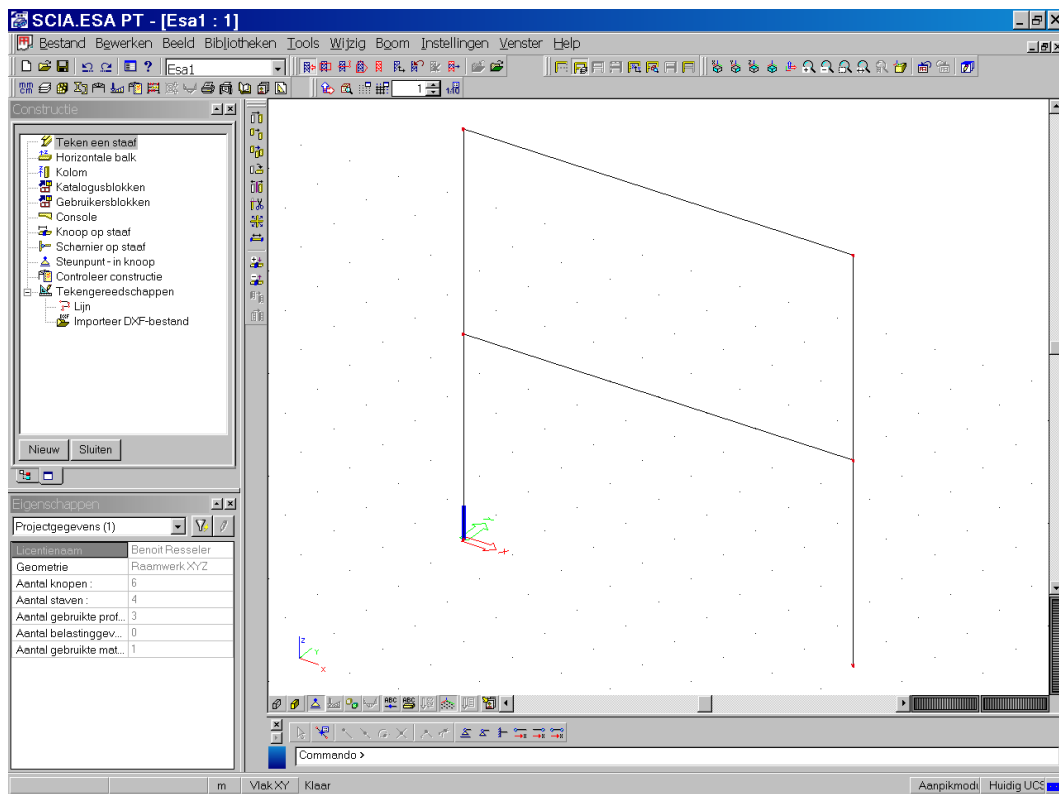 SCIA.ESA PT - [Esa1 : 1]
Bestand Bewerken Beeld Bibliotheken Tools Wijzig Boom Instellingen Venster Help
Esa1
1
Constructie
Teken een staaf
Horizontale balk
Kolom
Katalogusblokken
Gebruikersblokken
Console
Knoop op staaf
Scharnier op staaf
Steunpunt - in knoop
Controleer constructie
Tekengereedschappen
Lijn
Importeer DXF-bestand
Nieuw Sluiten
Eigenschappen
Projectgegevens (1)
Licentienaam Benoit Resseler
Geometrie Raamwerk XYZ
Aantal knopen : 6
Aantal staven : 4
Aantal gebruikte prof... 3
Aantal belastinggev... 0
Aantal gebruikte mat... 1
Y
X
Z
Y
X
Commando >
m Vlak XY Klaar Aanpikmodu Huidig UCS